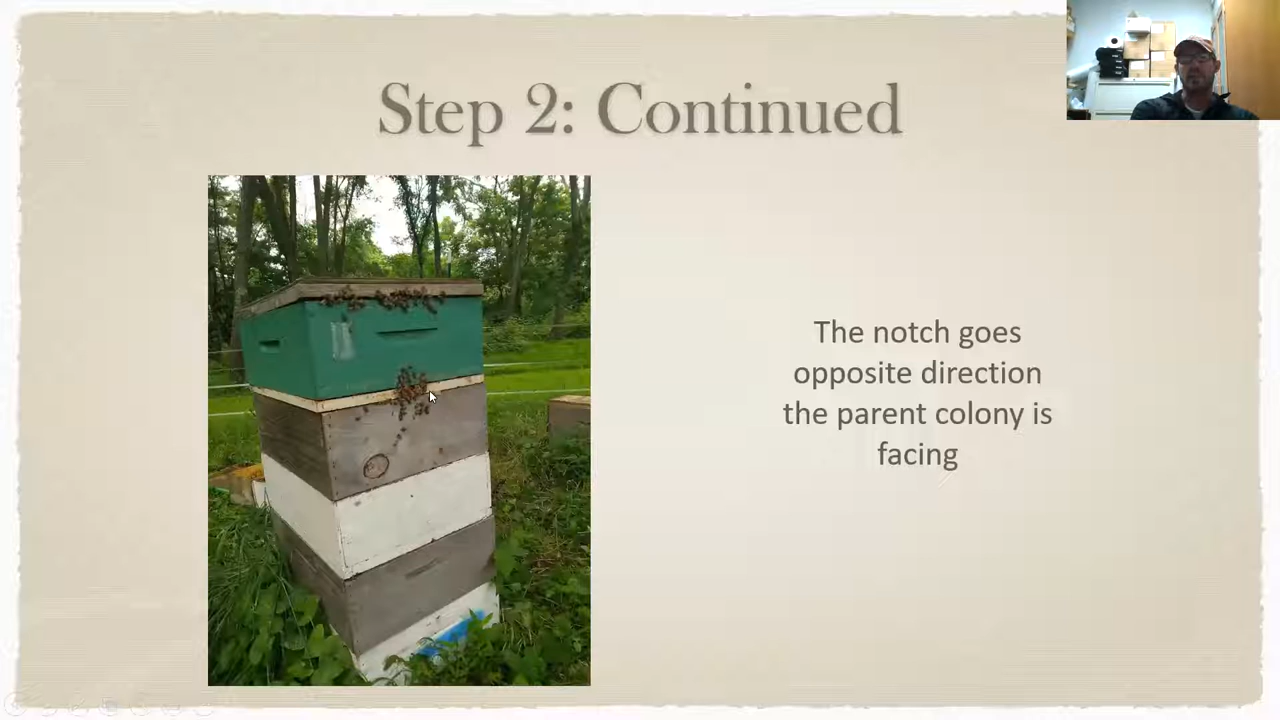 Step 2: Continued
The notch goes
opposite direction
the parent colony is
facing